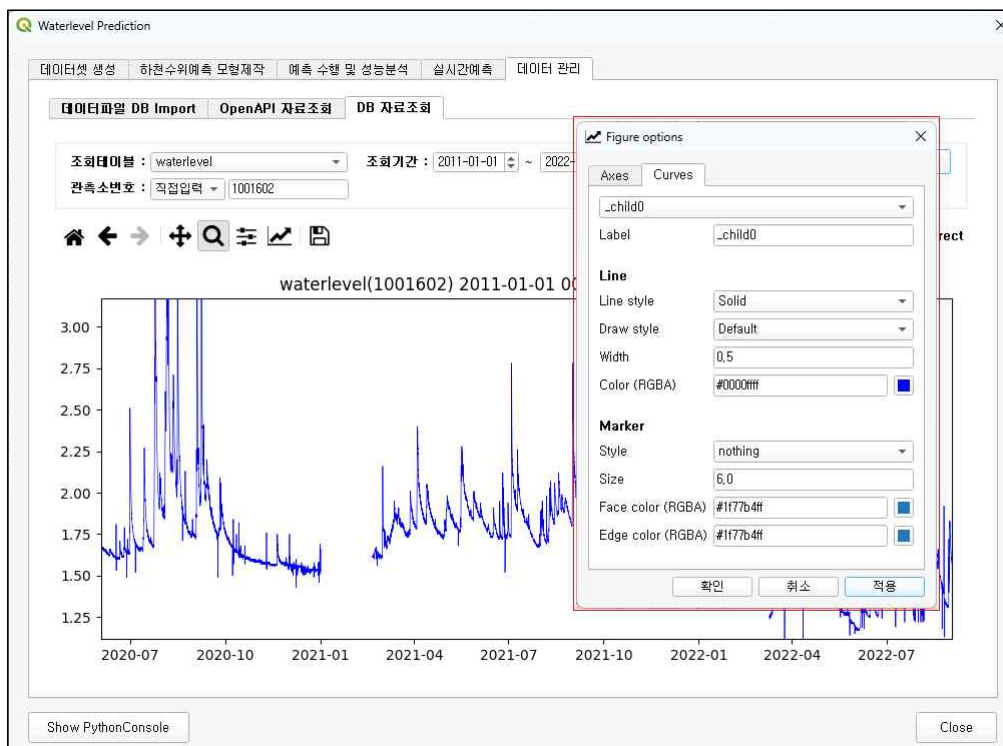 Waterlevel Prediction
데이터셋 생성 하천수위예측 모형제작 예측 수행 및 성능분석 실시간예측 데이터 관리
데이터파일 DB Import OpenAPI 자료조회 DB 자료조회
조회테이블 : waterlevel 조회기간 : 2011-01-01 ~ 2022-
관측소번호 : 직접입력 1001602
rect
waterlevel(1001602) 2011-01-01 00
3.00
2.75
2.50
2.25
2.00
1.75
1.50
1.25
2020-07 2020-10 2021-01 2021-04 2021-07 2021-10 2022-01 2022-04 2022-07
Figure options
Axes Curves
_child0
Label _child0
Line
Line style Solid
Draw style Default
Width 0.5
Color (RGBA) #0000ffff
Marker
Style nothing
Size 6.0
Face color (RGBA) #1f77b4ff
Edge color (RGBA) #1f77b4ff
확인 취소 적용
Show PythonConsole Close